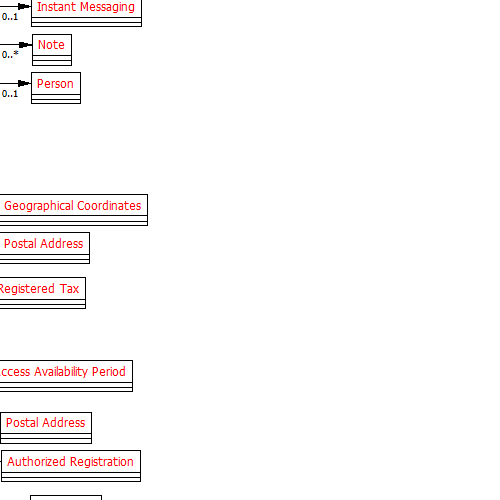 Instant Messaging
0..1
Note
0..*
Person
0..1
Geographical Coordinates
Postal Address
Registered Tax
ccess Availability Period
Postal Address
Authorized Registration